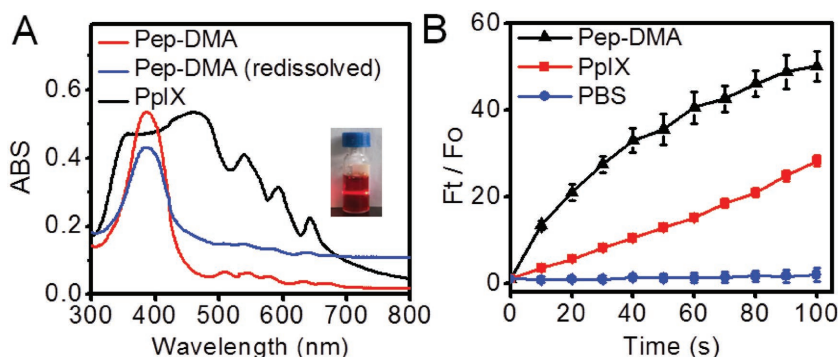 A
Pep-DMA
Pep-DMA (redissolved)
PpIX
ABS
0.6
0.4
0.2
0.0
300 400 500 600 700 800
Wavelength (nm)
B
Pep-DMA
PpIX
PBS
Ft / Fo
60
40
20
0
0 20 40 60 80 100
Time (s)